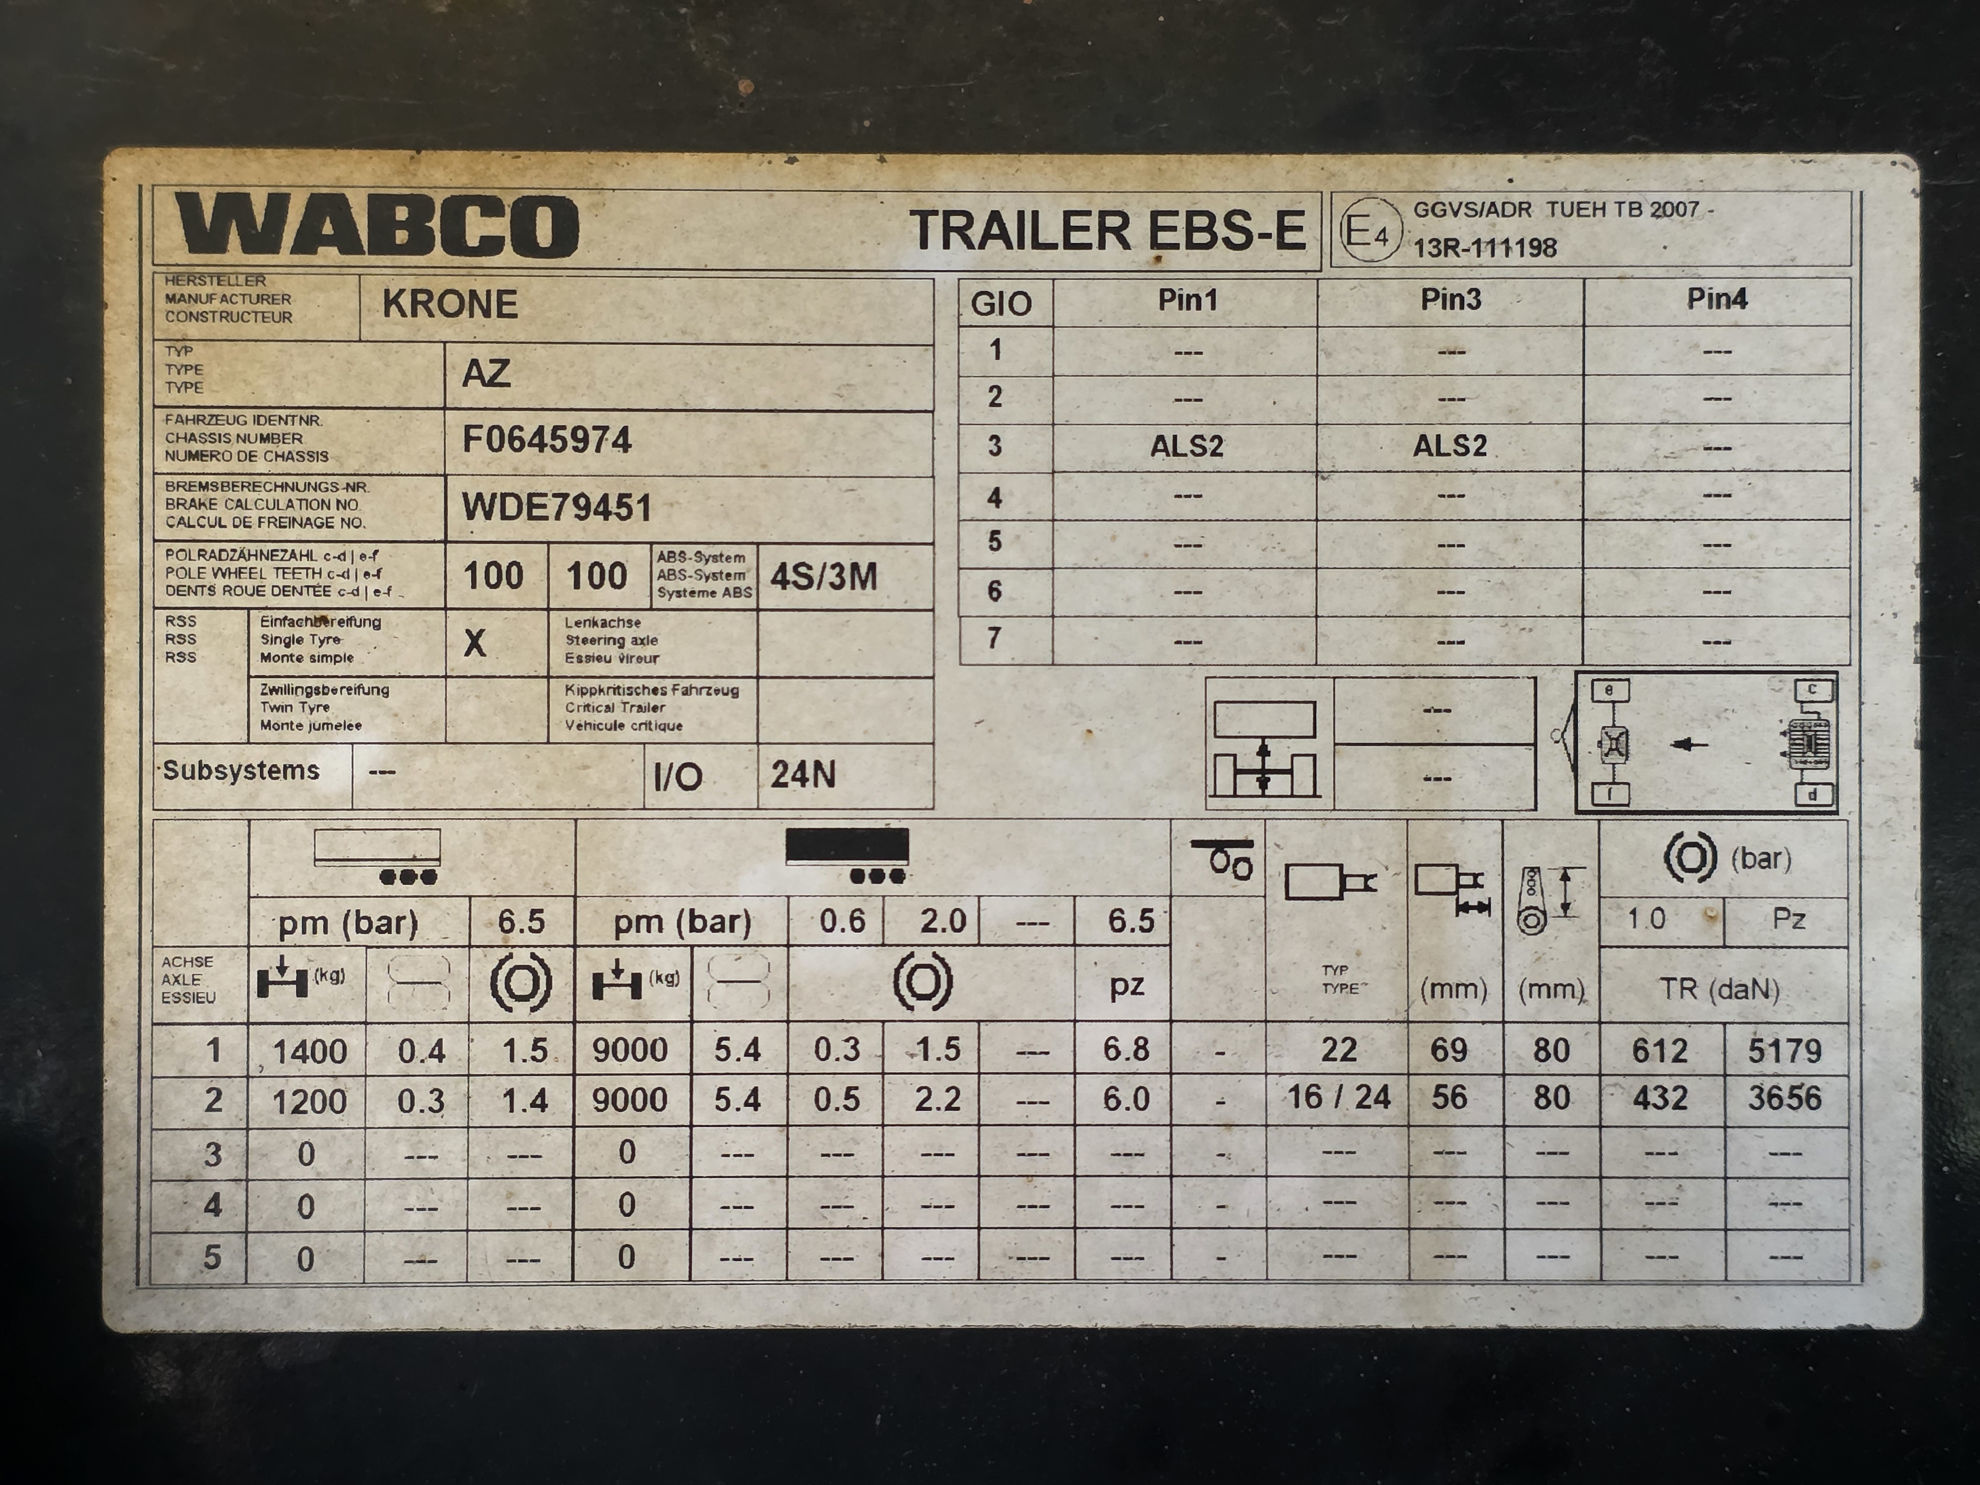 WABCO TRAILER EBS-E E4 GGVS/ADR TUEH TB 2007 -
13R-111198
HERSTELLER
MANUFACTURER
CONSTRUCTEUR
KRONE
TYP
TYPE
TYPE
AZ
FAHRZEUG IDENTNR.
CHASSIS NUMBER
NUMERO DE CHASSIS
F0645974
BREMSBERECHNUNGS-NR.
BRAKE CALCULATION NO.
CALCUL DE FREINAGE NO.
WDE79451
POLRADZÄHNEZAHL c-d | e-f
POLE WHEEL TEETH c-d | e-f
DENTS ROUE DENTÉE c-d | e-f
100 100
ABS-System
ABS-System
Système ABS
4S/3M
RSS
RSS
RSS
Einfachbereifung
Single Tyre
Monte simple
X
Lenkachse
Steering axle
Essieu vireur
Zwillingsbereifung
Twin Tyre
Monte jumelée
Kippkritisches Fahrzeug
Critical Trailer
Véhicule critique
Subsystems --- I/O 24N
GIO Pin1 Pin3 Pin4
1 --- --- ---
2 --- --- ---
3 ALS2 ALS2 ---
4 --- --- ---
5 --- --- ---
6 --- --- ---
7 --- --- ---
---
---
e c
f d
(bar)
pm (bar) 6.5 pm (bar) 0.6 2.0 --- 6.5 1.0 Pz
ACHSE
AXLE
ESSIEU
(kg) (kg) pz
TYP
TYPE
(mm) (mm) TR (daN)
1 1400 0.4 1.5 9000 5.4 0.3 1.5 --- 6.8 - 22 69 80 612 5179
2 1200 0.3 1.4 9000 5.4 0.5 2.2 --- 6.0 - 16 / 24 56 80 432 3656
3 0 --- --- 0 --- --- --- --- --- - --- --- --- --- ---
4 0 --- --- 0 --- --- --- --- --- - --- --- --- --- ---
5 0 --- --- 0 --- --- --- --- --- - --- --- --- --- ---